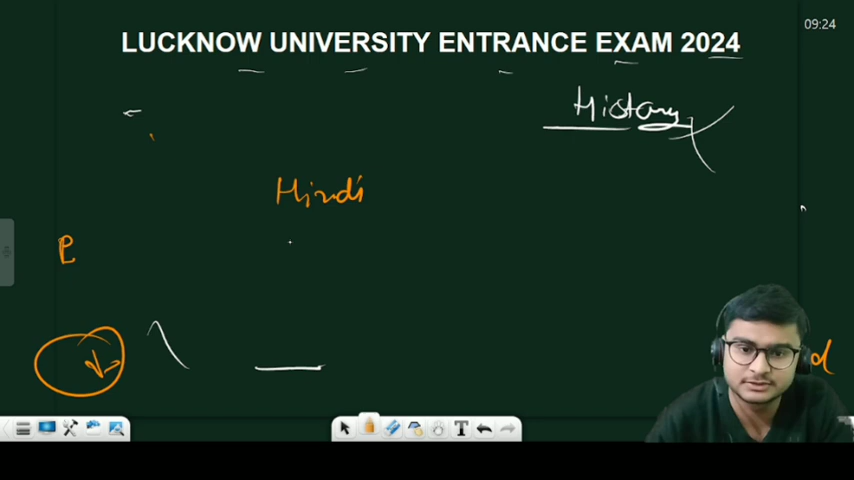 09:24
LUCKNOW UNIVERSITY ENTRANCE EXAM 2024
History
Hindi
P
d
T